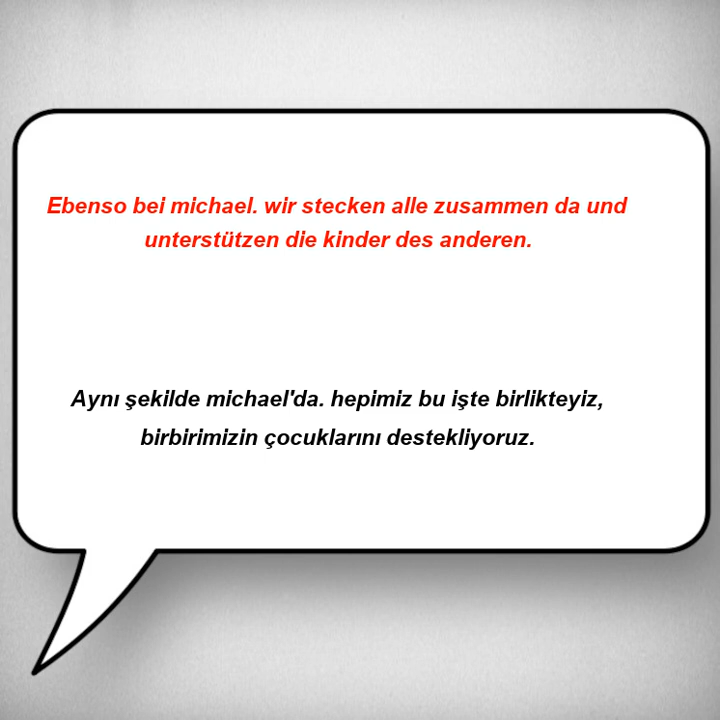 Ebenso bei michael. wir stecken alle zusammen da und
unterstützen die kinder des anderen.
Aynı şekilde michael'da. hepimiz bu işte birlikteyiz,
birbirimizin çocuklarını destekliyoruz.